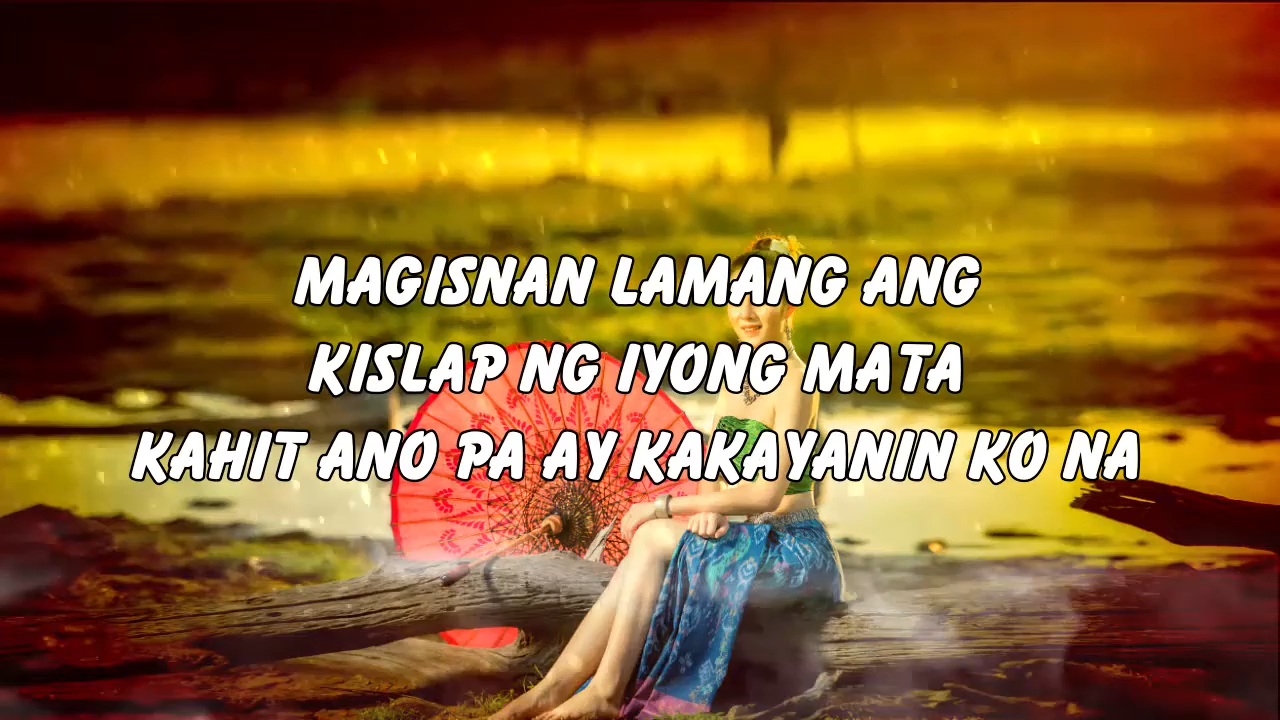 MAGISNAN LAMANG ANG
KISLAP NG IYONG MATA
KAHIT ANO PA AY KAKAYANIN KO NA